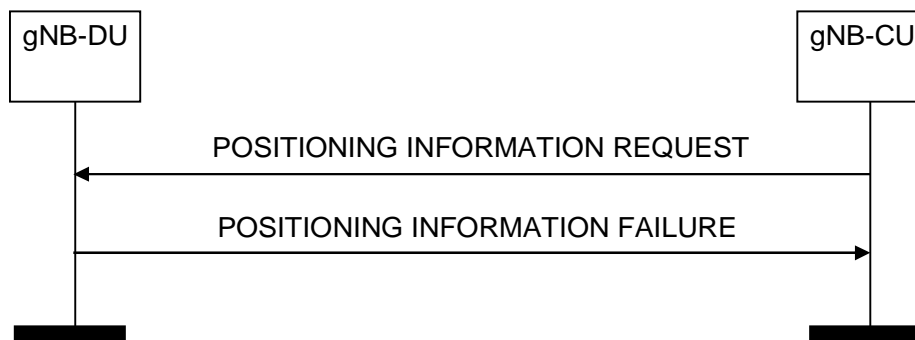 gNB-DU
gNB-CU
POSITIONING INFORMATION REQUEST
POSITIONING INFORMATION FAILURE